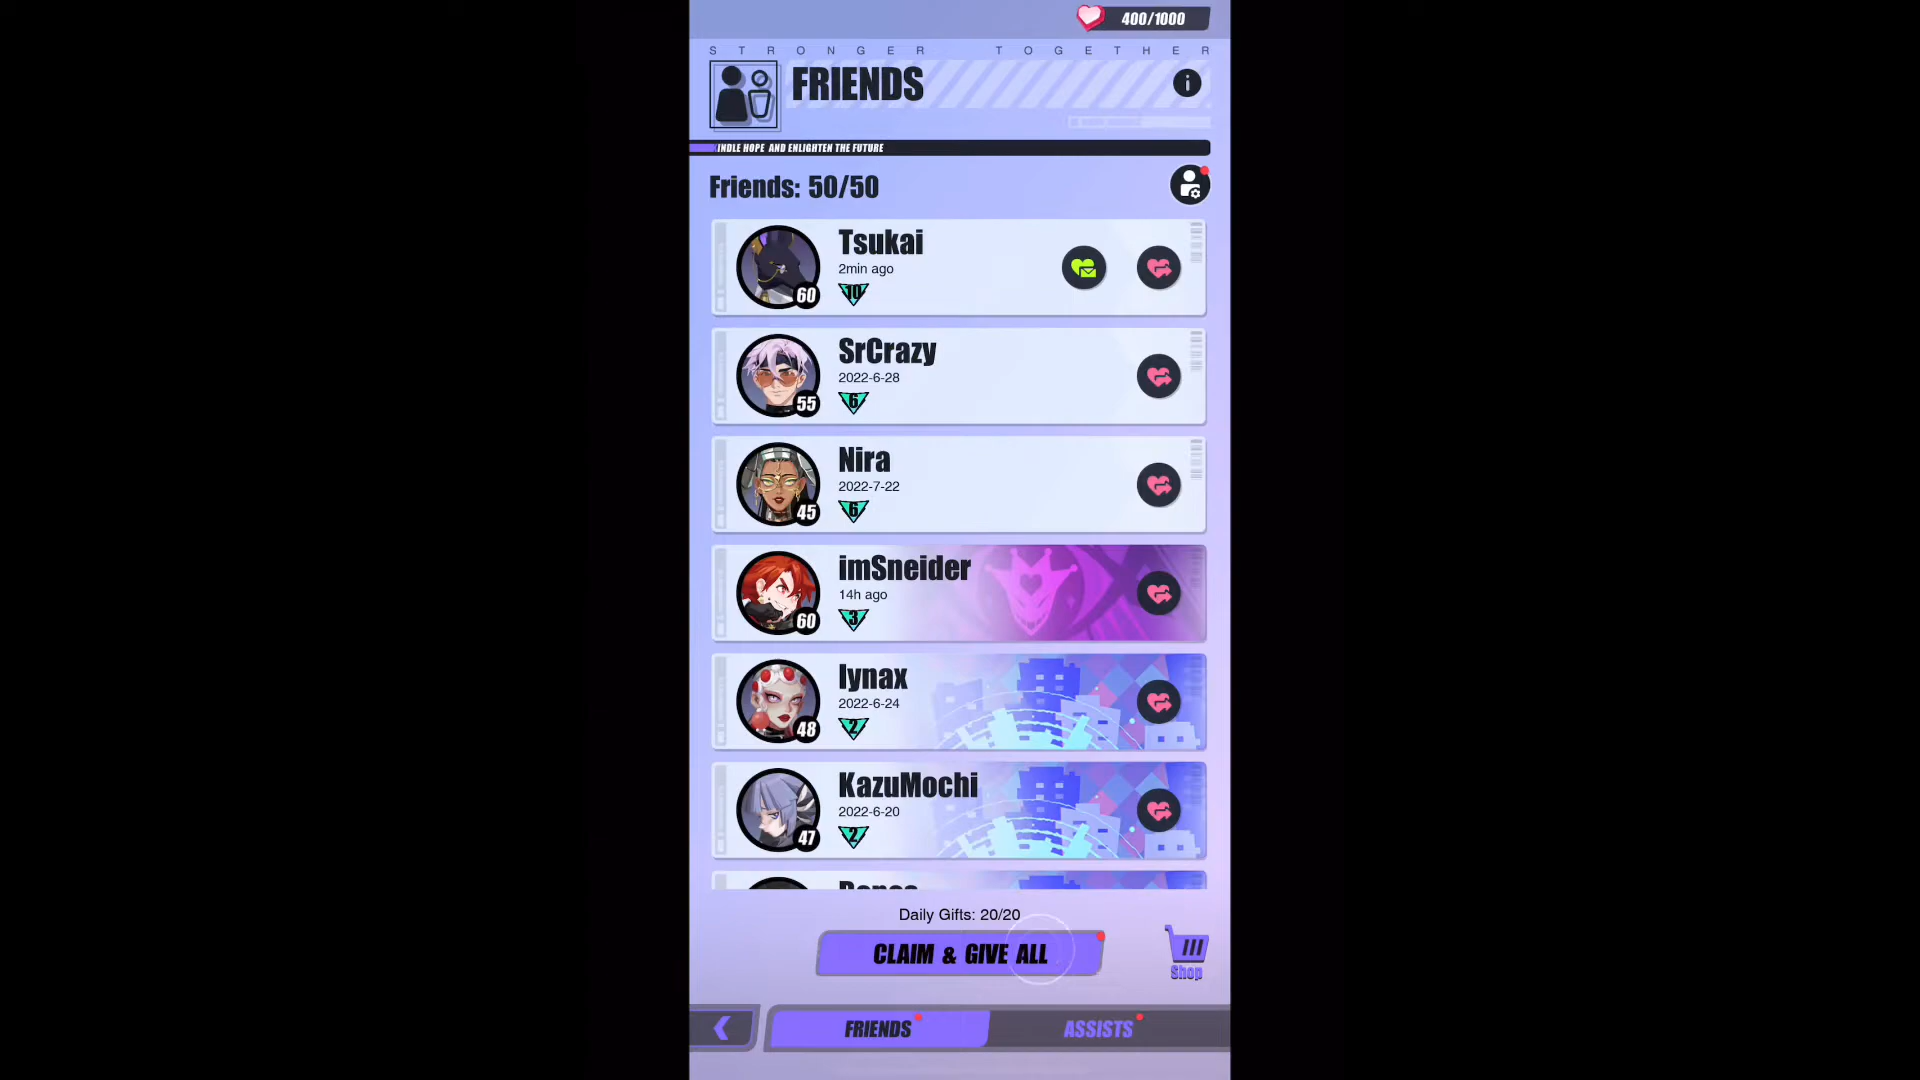 400/1000
STRONGER TOGETHER
FRIENDS
INDLE HOPE AND ENLIGHTEN THE FUTURE
Friends: 50/50
Tsukai
2min ago
60
10
SrCrazy
2022-6-28
55
6
Nira
2022-7-22
45
6
imSneider
14h ago
60
3
lynax
2022-6-24
48
2
KazuMochi
2022-6-20
47
2
Daily Gifts: 20/20
CLAIM & GIVE ALL
Shop
FRIENDS
ASSISTS